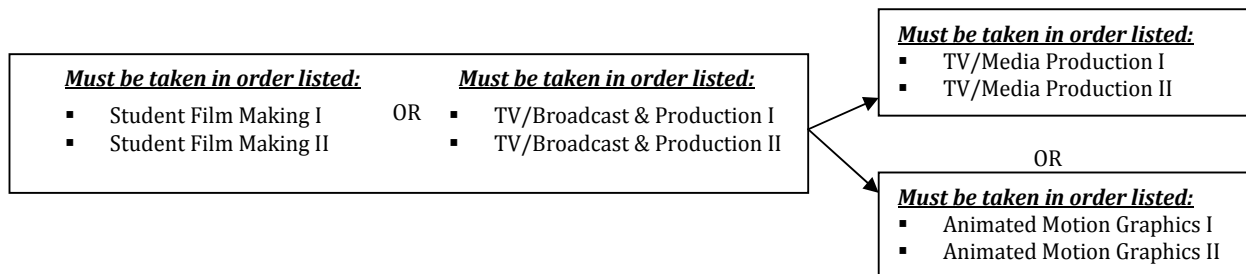 Must be taken in order listed:
▪ Student Film Making I
▪ Student Film Making II
OR
Must be taken in order listed:
▪ TV/Broadcast & Production I
▪ TV/Broadcast & Production II
Must be taken in order listed:
▪ TV/Media Production I
▪ TV/Media Production II
OR
Must be taken in order listed:
▪ Animated Motion Graphics I
▪ Animated Motion Graphics II